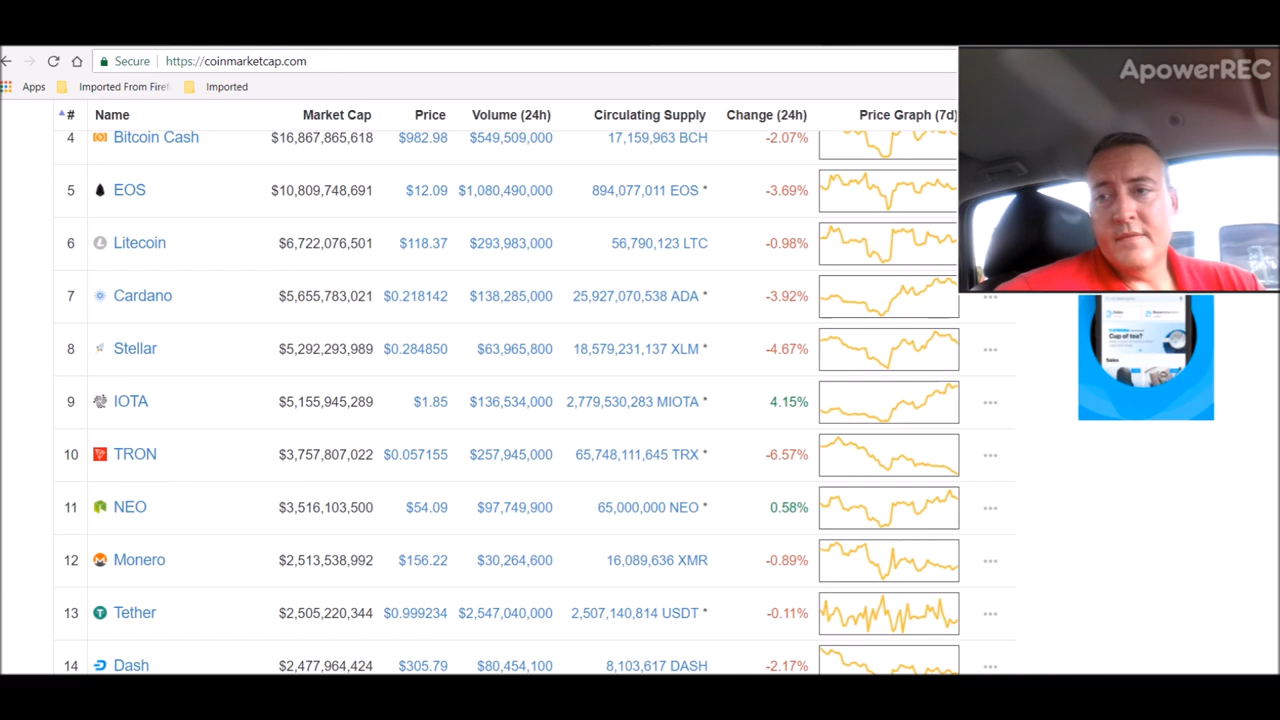 ApowerREC
Secure https://coinmarketcap.com
Apps Imported From Firef Imported
# Name Market Cap Price Volume (24h) Circulating Supply Change (24h) Price Graph (7d)
4 Bitcoin Cash $16,867,865,618 $982.98 $549,509,000 17,159,963 BCH -2.07%
5 EOS $10,809,748,691 $12.09 $1,080,490,000 894,077,011 EOS * -3.69%
6 Litecoin $6,722,076,501 $118.37 $293,983,000 56,790,123 LTC -0.98%
7 Cardano $5,655,783,021 $0.218142 $138,285,000 25,927,070,538 ADA * -3.92%
8 Stellar $5,292,293,989 $0.284850 $63,965,800 18,579,231,137 XLM * -4.67%
9 IOTA $5,155,945,289 $1.85 $136,534,000 2,779,530,283 MIOTA * 4.15%
10 TRON $3,757,807,022 $0.057155 $257,945,000 65,748,111,645 TRX * -6.57%
11 NEO $3,516,103,500 $54.09 $97,749,900 65,000,000 NEO * 0.58%
12 Monero $2,513,538,992 $156.22 $30,264,600 16,089,636 XMR -0.89%
13 Tether $2,505,220,344 $0.999234 $2,547,040,000 2,507,140,814 USDT * -0.11%
14 Dash $2,477,964,424 $305.79 $80,454,100 8,103,617 DASH -2.17%
Cup of tea?
Sales